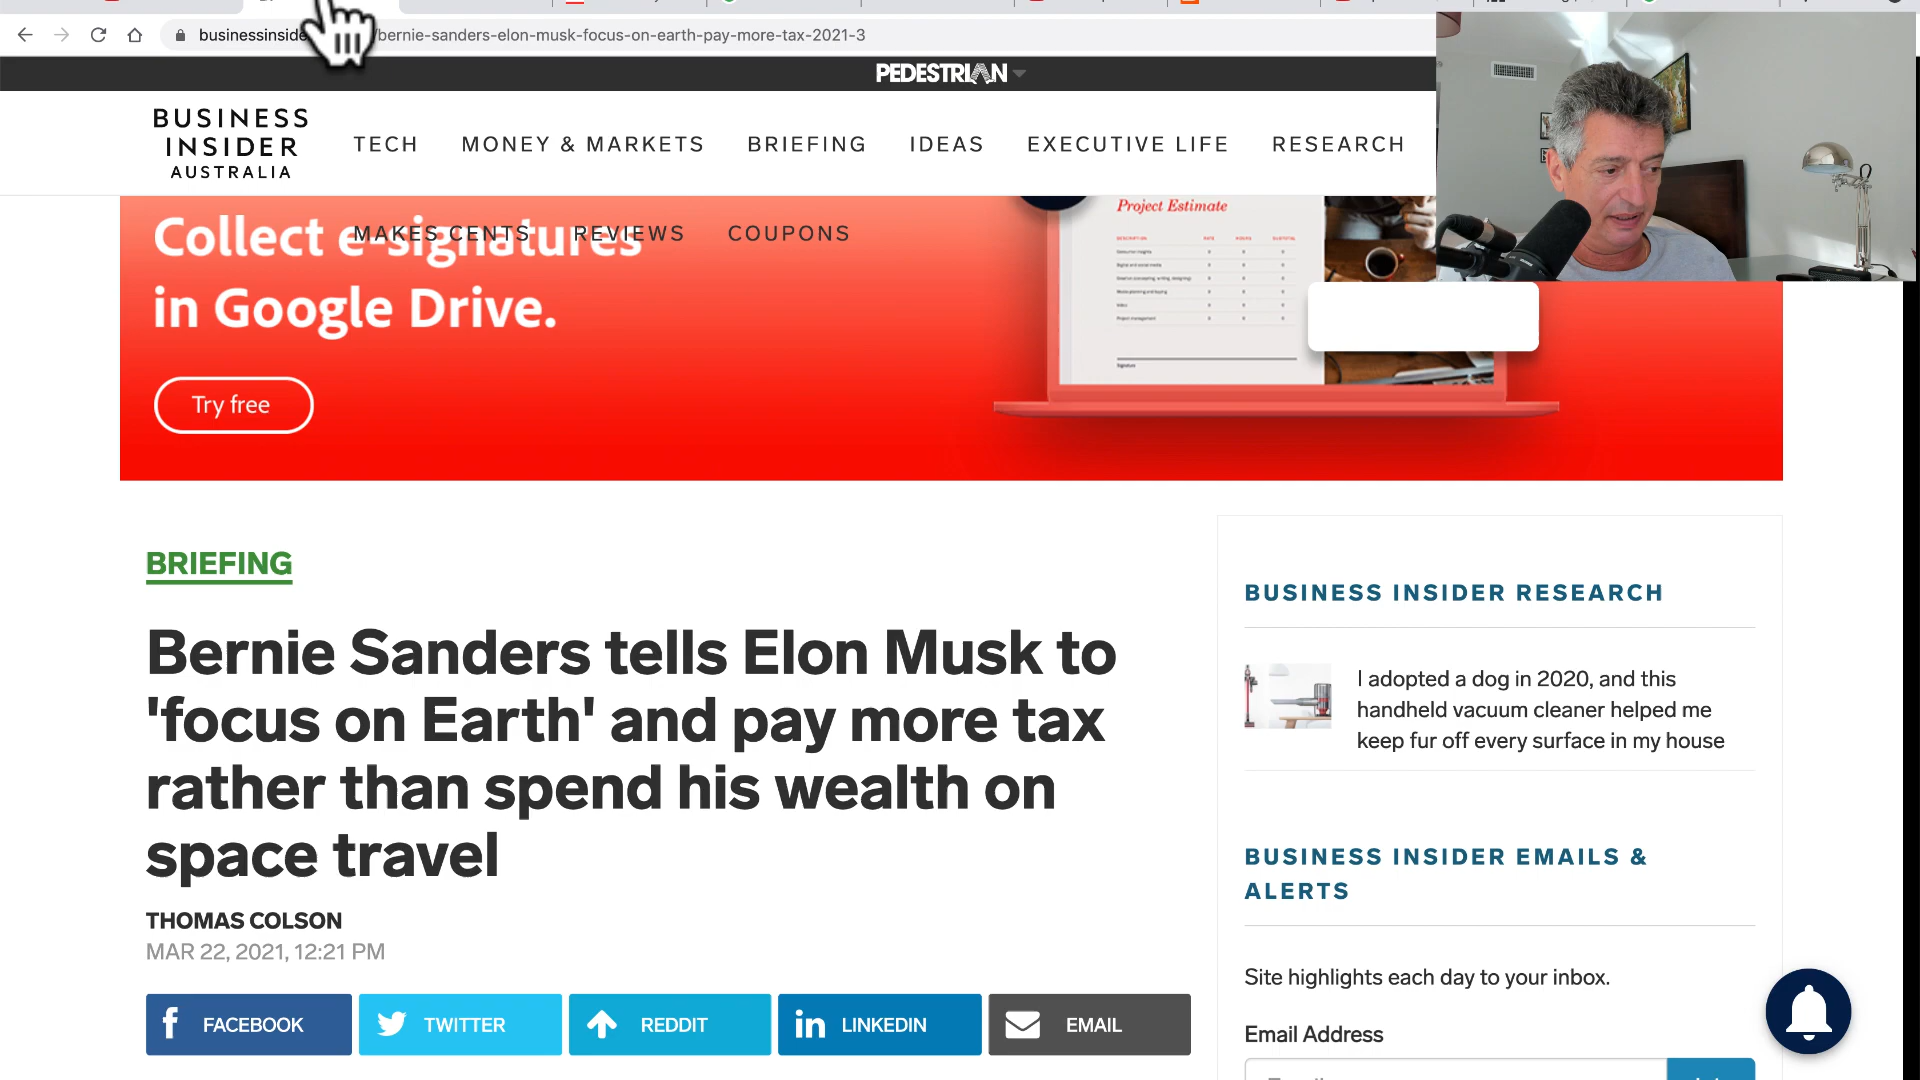 businessinside
/bernie-sanders-elon-musk-focus-on-earth-pay-more-tax-2021-3
PEDESTRIAN
BUSINESS
INSIDER
AUSTRALIA
TECH
MONEY & MARKETS
BRIEFING
IDEAS
EXECUTIVE LIFE
RESEARCH
MAKES CENTS
REVIEWS
COUPONS
Collect e-signatures
in Google Drive.
Try free
Project Estimate
BRIEFING
Bernie Sanders tells Elon Musk to
'focus on Earth' and pay more tax
rather than spend his wealth on
space travel
THOMAS COLSON
MAR 22, 2021, 12:21 PM
FACEBOOK
TWITTER
REDDIT
LINKEDIN
EMAIL
BUSINESS INSIDER RESEARCH
I adopted a dog in 2020, and this
handheld vacuum cleaner helped me
keep fur off every surface in my house
BUSINESS INSIDER EMAILS &
ALERTS
Site highlights each day to your inbox.
Email Address